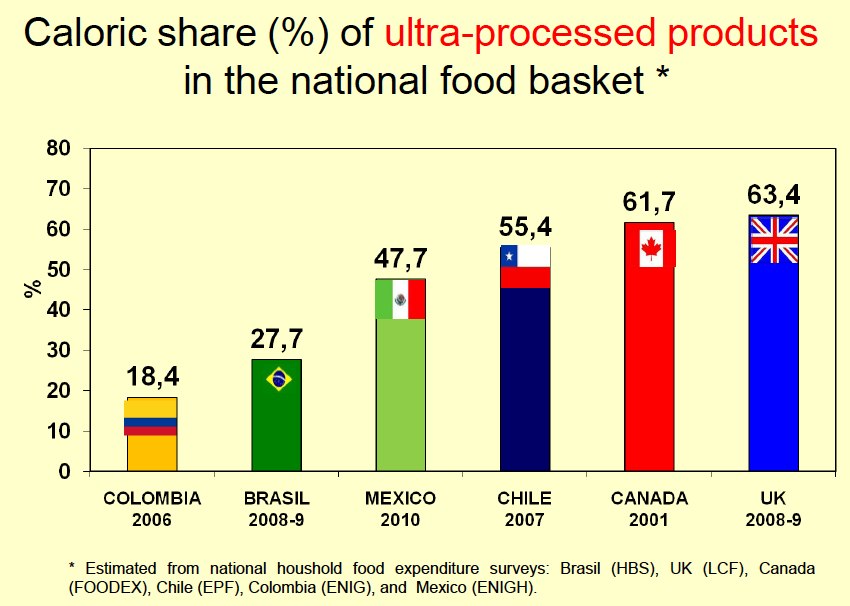 Caloric share (%) of ultra-processed products
in the national food basket *
80
70
60
50
40
30
20
10
0
%
18,4
27,7
47,7
55,4
61,7
63,4
COLOMBIA BRASIL MEXICO CHILE CANADA UK
2006 2008-9 2010 2007 2001 2008-9
* Estimated from national houshold food expenditure surveys: Brasil (HBS), UK (LCF), Canada
(FOODEX), Chile (EPF), Colombia (ENIG), and Mexico (ENIGH).